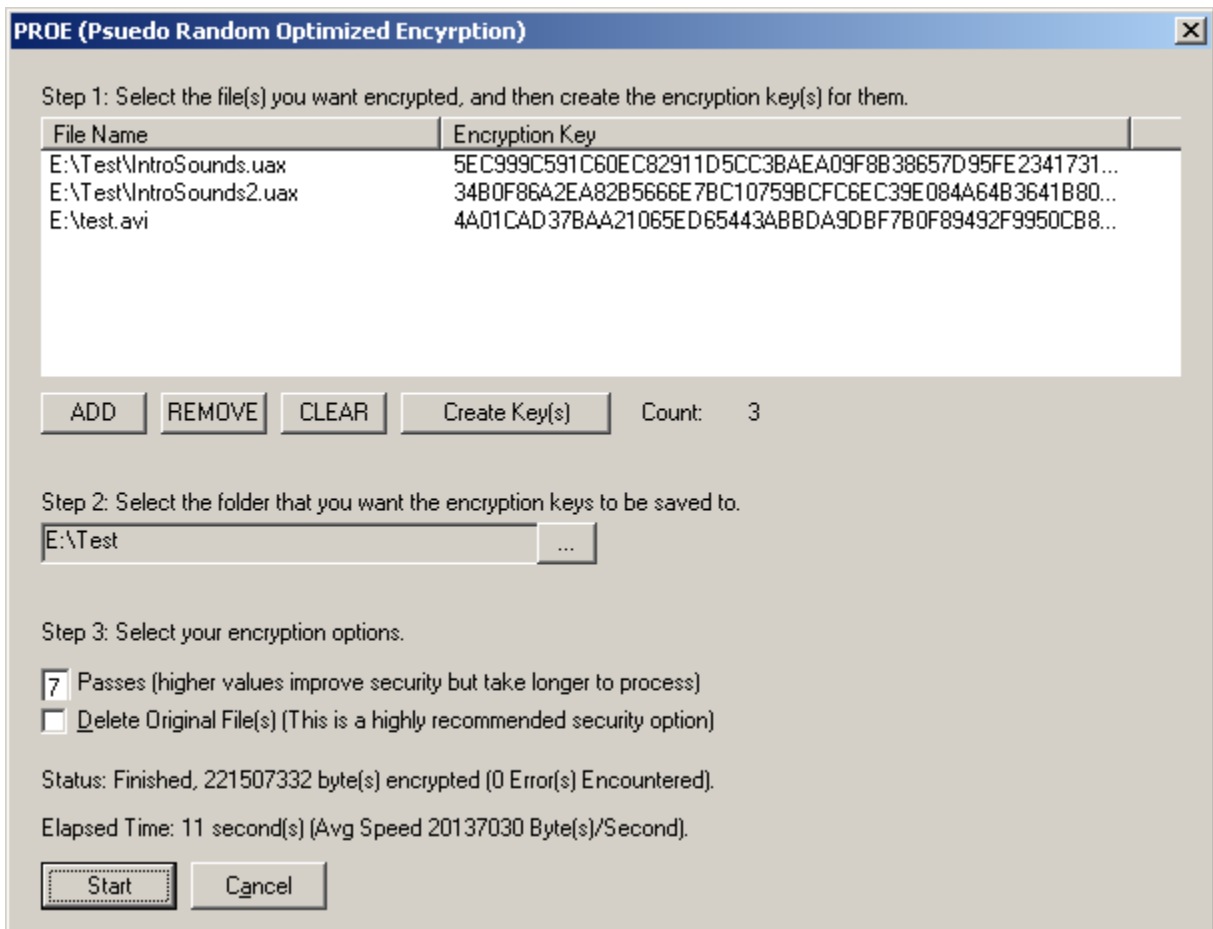 PROE (Psuedo Random Optimized Encyrption)
Step 1: Select the file(s) you want encrypted, and then create the encryption key(s) for them.
File Name Encryption Key
E:\Test\IntroSounds.uax 5EC999C591C60EC82911D5CC3BAEA09F8B38657D95FE2341731...
E:\Test\IntroSounds2.uax 34B0F86A2EA82B5666E7BC10759BCFC6EC39E084A64B3641B80...
E:\test.avi 4A01CAD37BAA21065ED65443ABBDA9DBF7B0F89492F9950CB8...
ADD REMOVE CLEAR Create Key(s) Count: 3
Step 2: Select the folder that you want the encryption keys to be saved to.
E:\Test ...
Step 3: Select your encryption options.
7 Passes (higher values improve security but take longer to process)
Delete Original File(s) (This is a highly recommended security option)
Status: Finished, 221507332 byte(s) encrypted (0 Error(s) Encountered).
Elapsed Time: 11 second(s) (Avg Speed 20137030 Byte(s)/Second).
Start Cancel